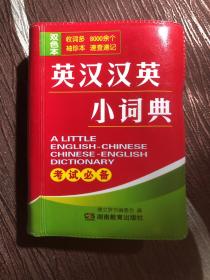 双色本
收词多 8000余个
袖珍本 速查速记
英汉汉英
小词典
A LITTLE
ENGLISH-CHINESE
CHINESE-ENGLISH
DICTIONARY
考试必备
湖南教育出版社